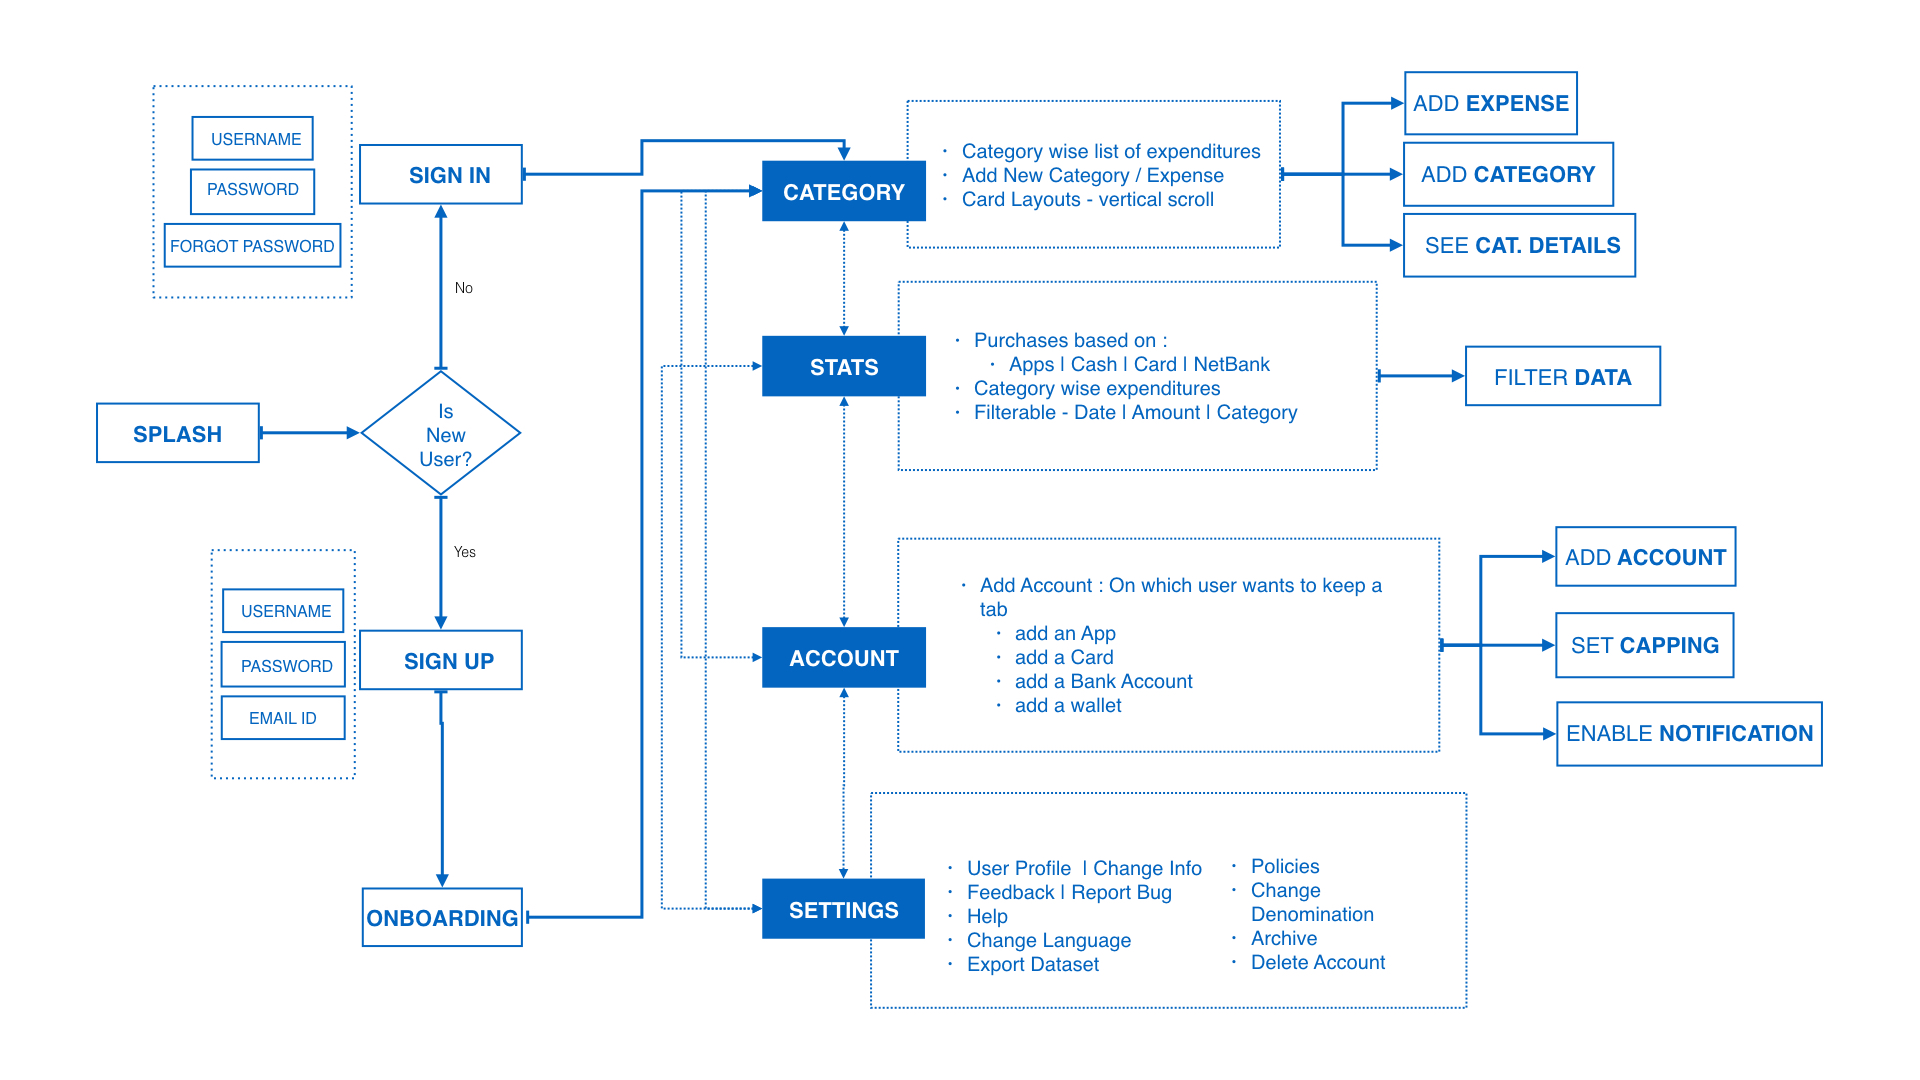 USERNAME
PASSWORD
FORGOT PASSWORD
SIGN IN
No
SPLASH
Is
New
User?
Yes
USERNAME
PASSWORD
EMAIL ID
SIGN UP
ONBOARDING
CATEGORY
· Category wise list of expenditures
· Add New Category / Expense
· Card Layouts - vertical scroll
ADD EXPENSE
ADD CATEGORY
SEE CAT. DETAILS
STATS
· Purchases based on :
· Apps | Cash | Card | NetBank
· Category wise expenditures
· Filterable - Date | Amount | Category
FILTER DATA
ACCOUNT
· Add Account : On which user wants to keep a
tab
· add an App
· add a Card
· add a Bank Account
· add a wallet
ADD ACCOUNT
SET CAPPING
ENABLE NOTIFICATION
SETTINGS
· User Profile | Change Info
· Feedback | Report Bug
· Help
· Change Language
· Export Dataset
· Policies
· Change
Denomination
· Archive
· Delete Account